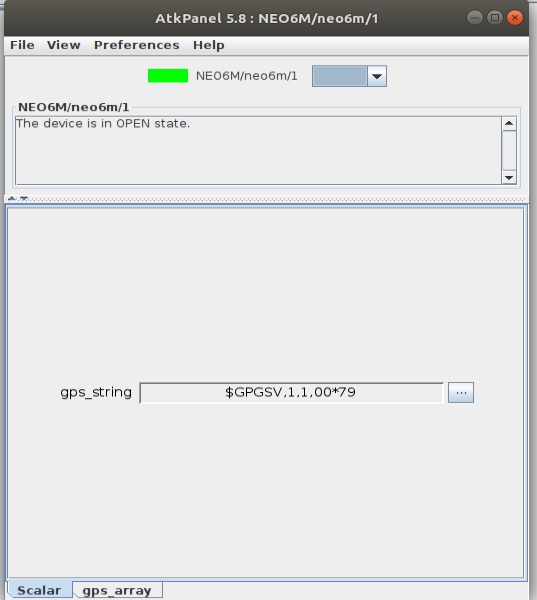 AtkPanel 5.8 : NEO6M/neo6m/1
File View Preferences Help
NEO6M/neo6m/1
NEO6M/neo6m/1
The device is in OPEN state.
gps_string $GPGSV,1,1,00*79 ...
Scalar gps_array